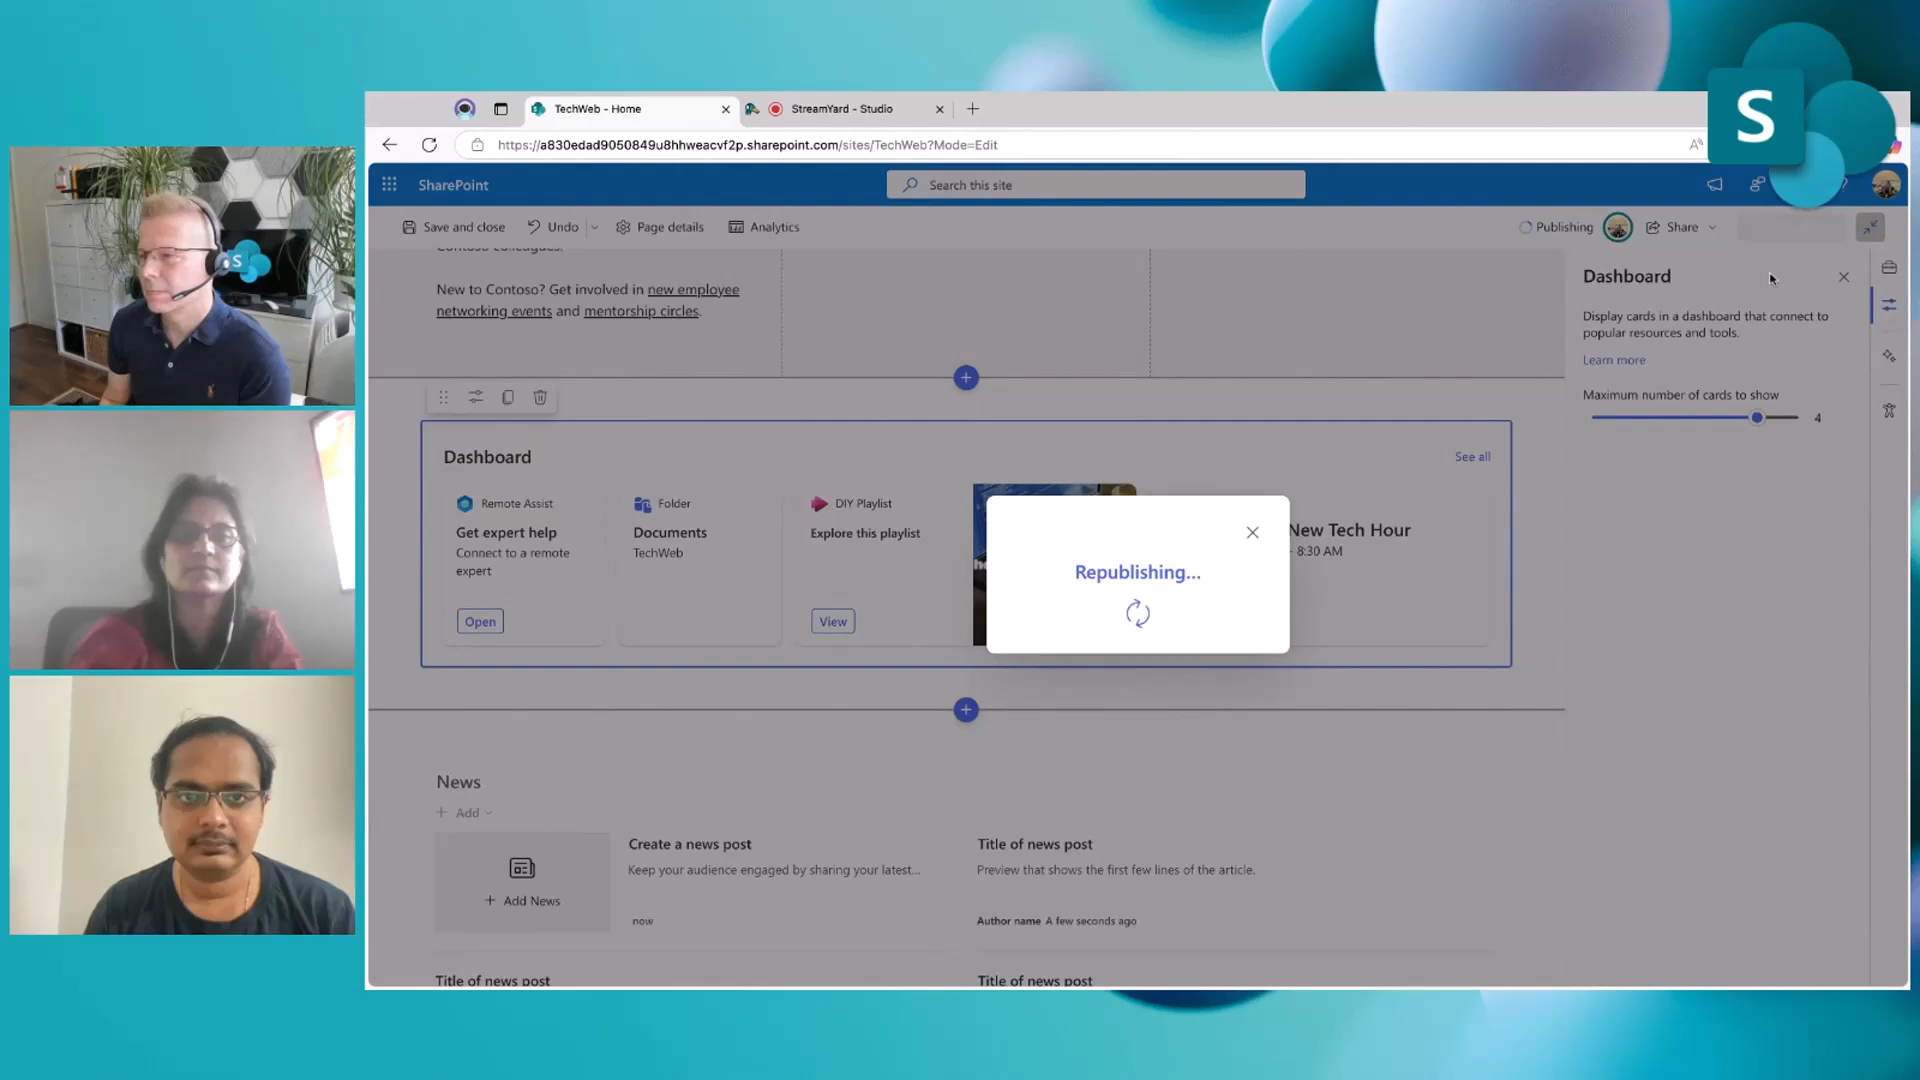 TechWeb - Home
StreamYard - Studio
https://a830edad9050849u8hhweacvf2p.sharepoint.com/sites/TechWeb?Mode=Edit
S
SharePoint
Search this site
Save and close
Undo
Page details
Analytics
Publishing
Share
Contoso colleagues.
New to Contoso? Get involved in new employee
networking events and mentorship circles.
Dashboard
Display cards in a dashboard that connect to
popular resources and tools.
Learn more
Maximum number of cards to show
4
Dashboard
See all
Remote Assist
Get expert help
Connect to a remote
expert
Open
Folder
Documents
TechWeb
DIY Playlist
Explore this playlist
View
New Tech Hour
- 8:30 AM
Republishing...
News
+ Add
+ Add News
Create a news post
Keep your audience engaged by sharing your latest...
now
Title of news post
Preview that shows the first few lines of the article.
Author name A few seconds ago
Title of news post
Title of news post
S